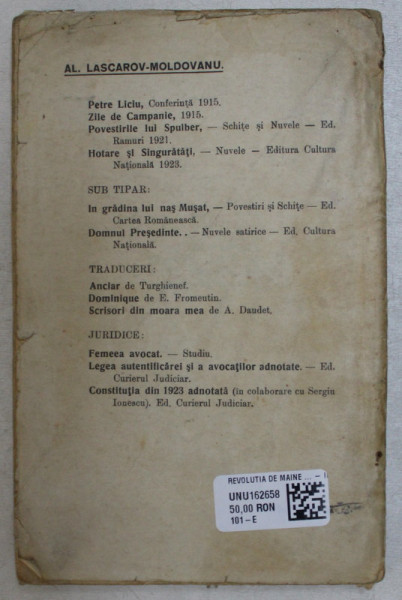 AL. LASCAROV-MOLDOVANU.
Petre Liciu, Conferință 1915.
Zile de Campanie, 1915.
Povestirile lui Spulber, — Schițe și Nuvele — Ed.
Ramuri 1921.
Hotare și Singurătăți, — Nuvele — Editura Cultura
Națională 1923.
SUB TIPAR:
In grădina lui naș Mușat, — Povestiri și Schițe — Ed.
Cartea Românească.
Domnul Președinte. . — Nuvele satirice — Ed, Cultura
Națională.
TRADUCERI:
Anciar de Turghienef.
Dominique de E. Fromentin.
Scrisori din moara mea de A. Daudet.
JURIDICE:
Femeea avocat. — Studiu.
Legea autentificărei și a avocaților adnotate. — Ed.
Curierul Judiciar.
Constituția din 1923 adnotată (in colaborare cu Sergiu
Ionescu). Ed. Curierul Judiciar.
REVOLUTIA DE MAINE ... – I
UNU162658
50,00 RON
101 – E